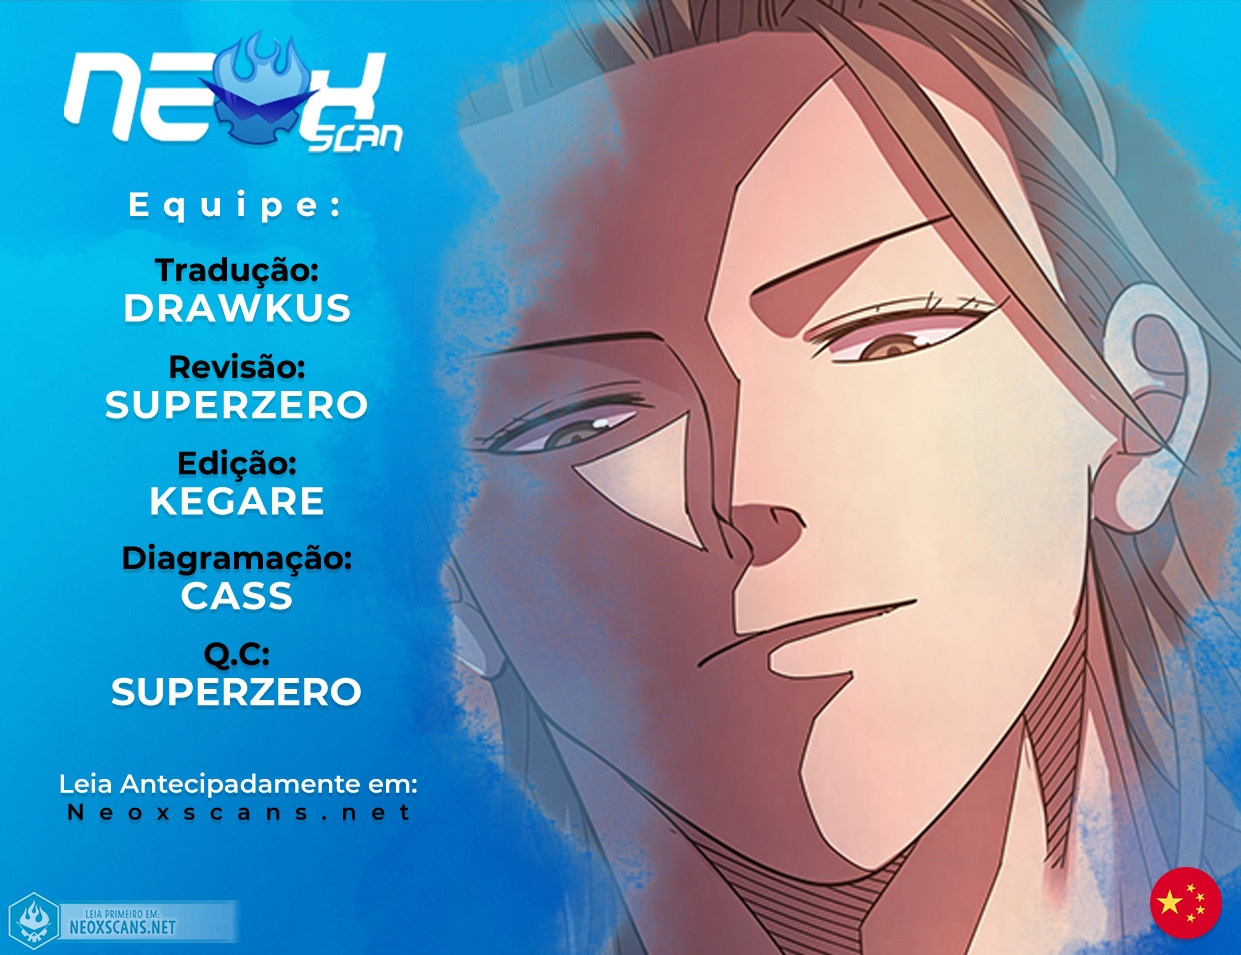 NEOX
SCAN
Equipe:
Tradução:
DRAWKUS
Revisão:
SUPERZERO
Edição:
KEGARE
Diagramação:
CASS
Q.C:
SUPERZERO
Leia Antecipadamente em:
Neoxscans.net
LEIA PRIMEIRO EM:
NEOXSCANS.NET